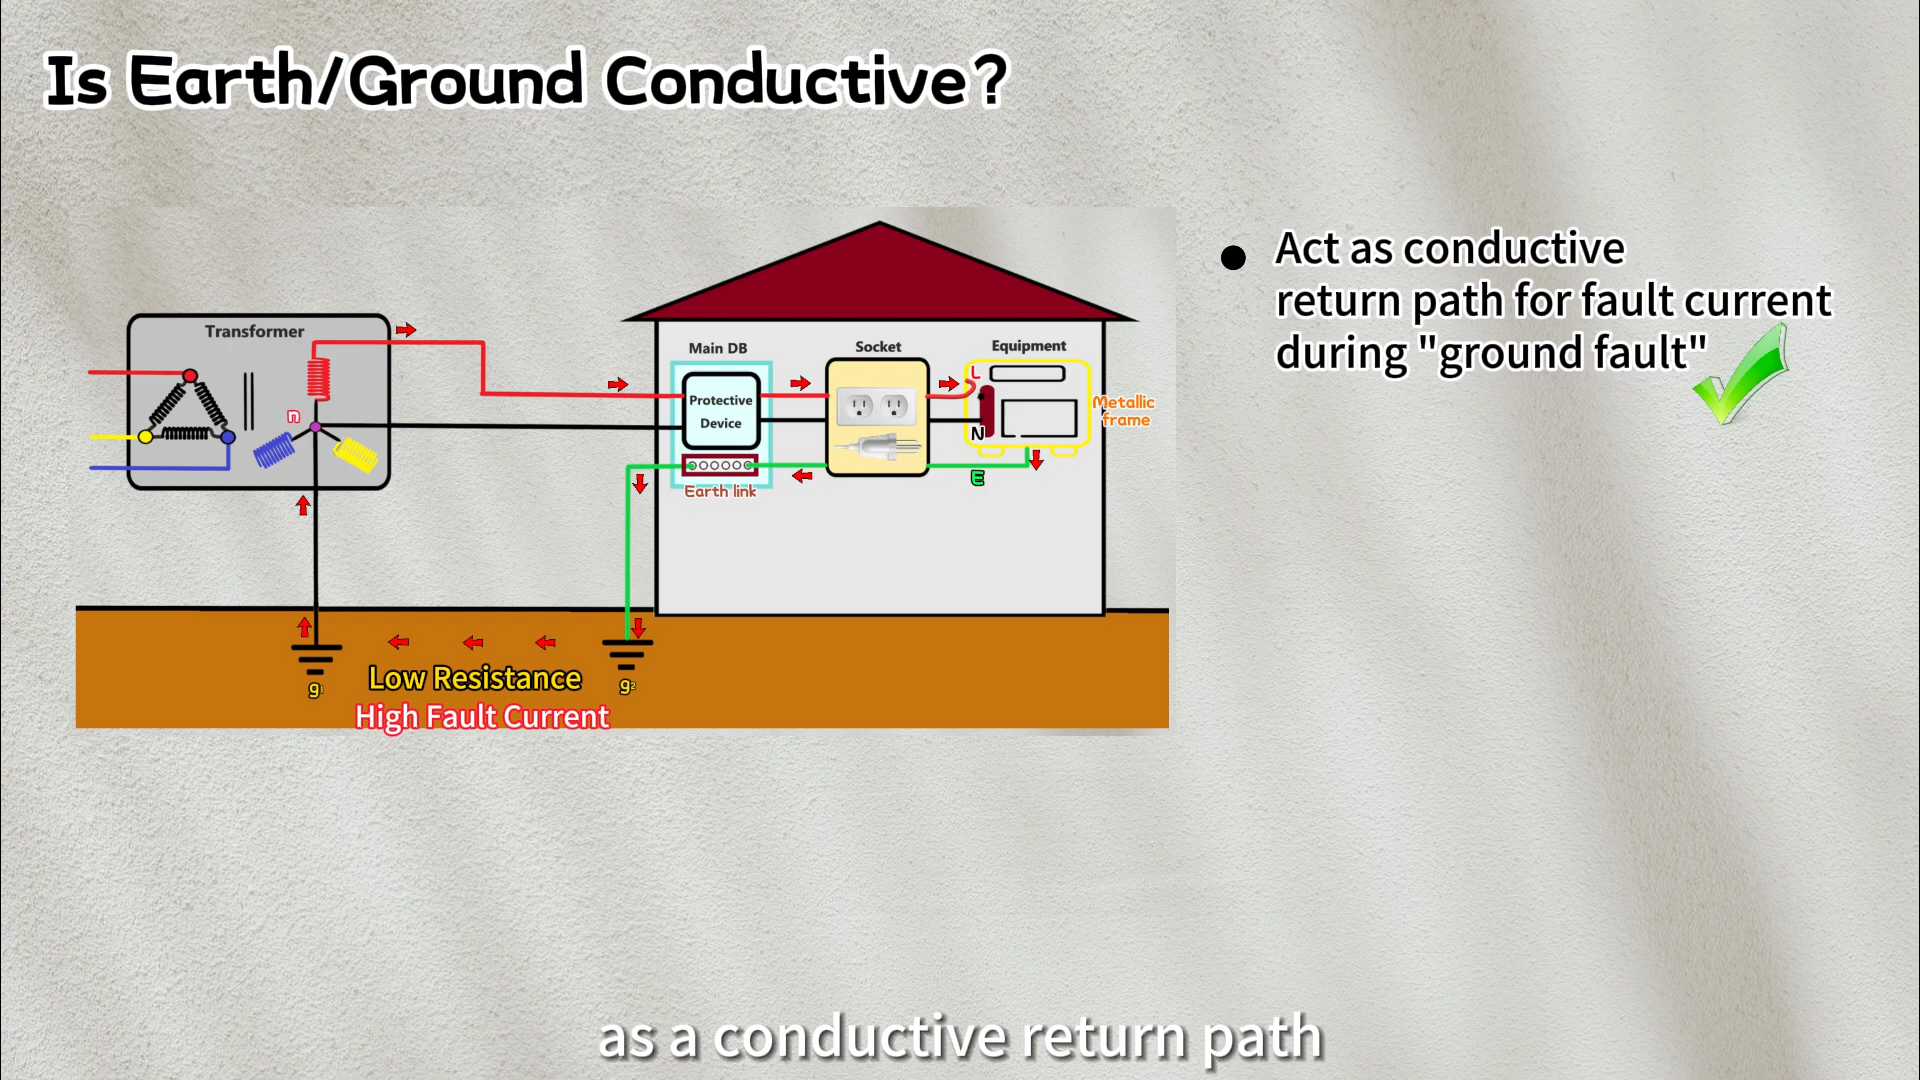 Is Earth/Ground Conductive?
Act as conductive
return path for fault current
during "ground fault"
Transformer
n
Main DB
Socket
Equipment
L
Protective
Device
Metallic
frame
N
E
Earth link
g1
Low Resistance
g2
High Fault Current
as a conductive return path